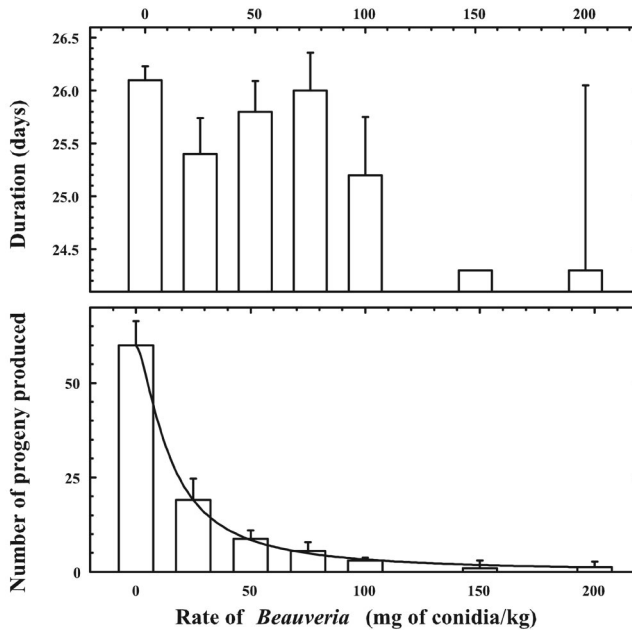 0 50 100 150 200
26.5
26.0
25.5
25.0
24.5
Duration (days)
50
25
0
Number of progeny produced
0 50 100 150 200
Rate of Beauveria (mg of conidia/kg)